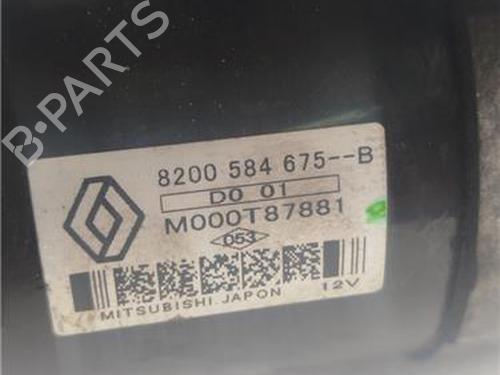 B-PARTS
8200 584 675--B
D0 01
M000T87881
D53
MITSUBISHI JAPON 12V